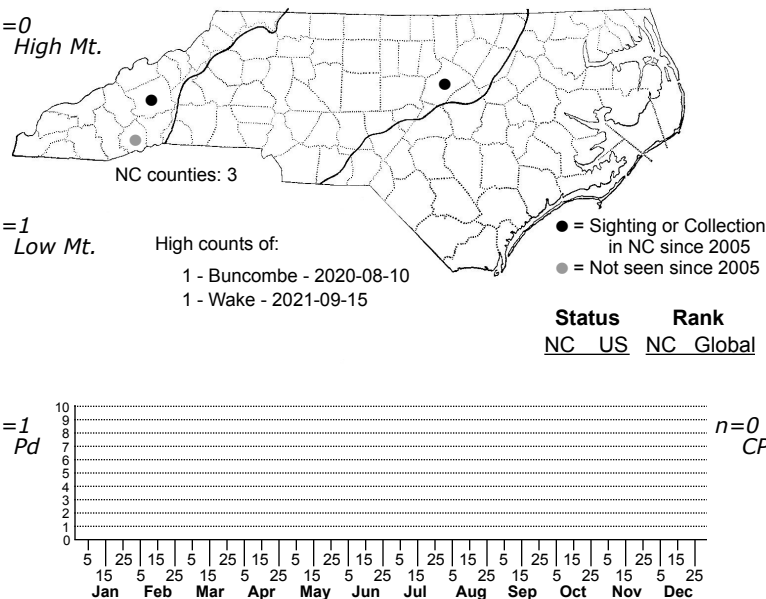 =0
High Mt.
NC counties: 3
=1
Low Mt.
High counts of:
1 - Buncombe - 2020-08-10
1 - Wake - 2021-09-15
= Sighting or Collection
in NC since 2005
= Not seen since 2005
Status Rank
NC US NC Global
=1
Pd
n=0
CP
10
9
8
7
6
5
4
3
2
1
0
5 25 15 5 25 15 5 25 15 5 25 15 5 25 15 5 25 15
15 5 25 15 5 25 15 5 25 15 5 25 15 5 25 15 5 25
Jan Feb Mar Apr May Jun Jul Aug Sep Oct Nov Dec